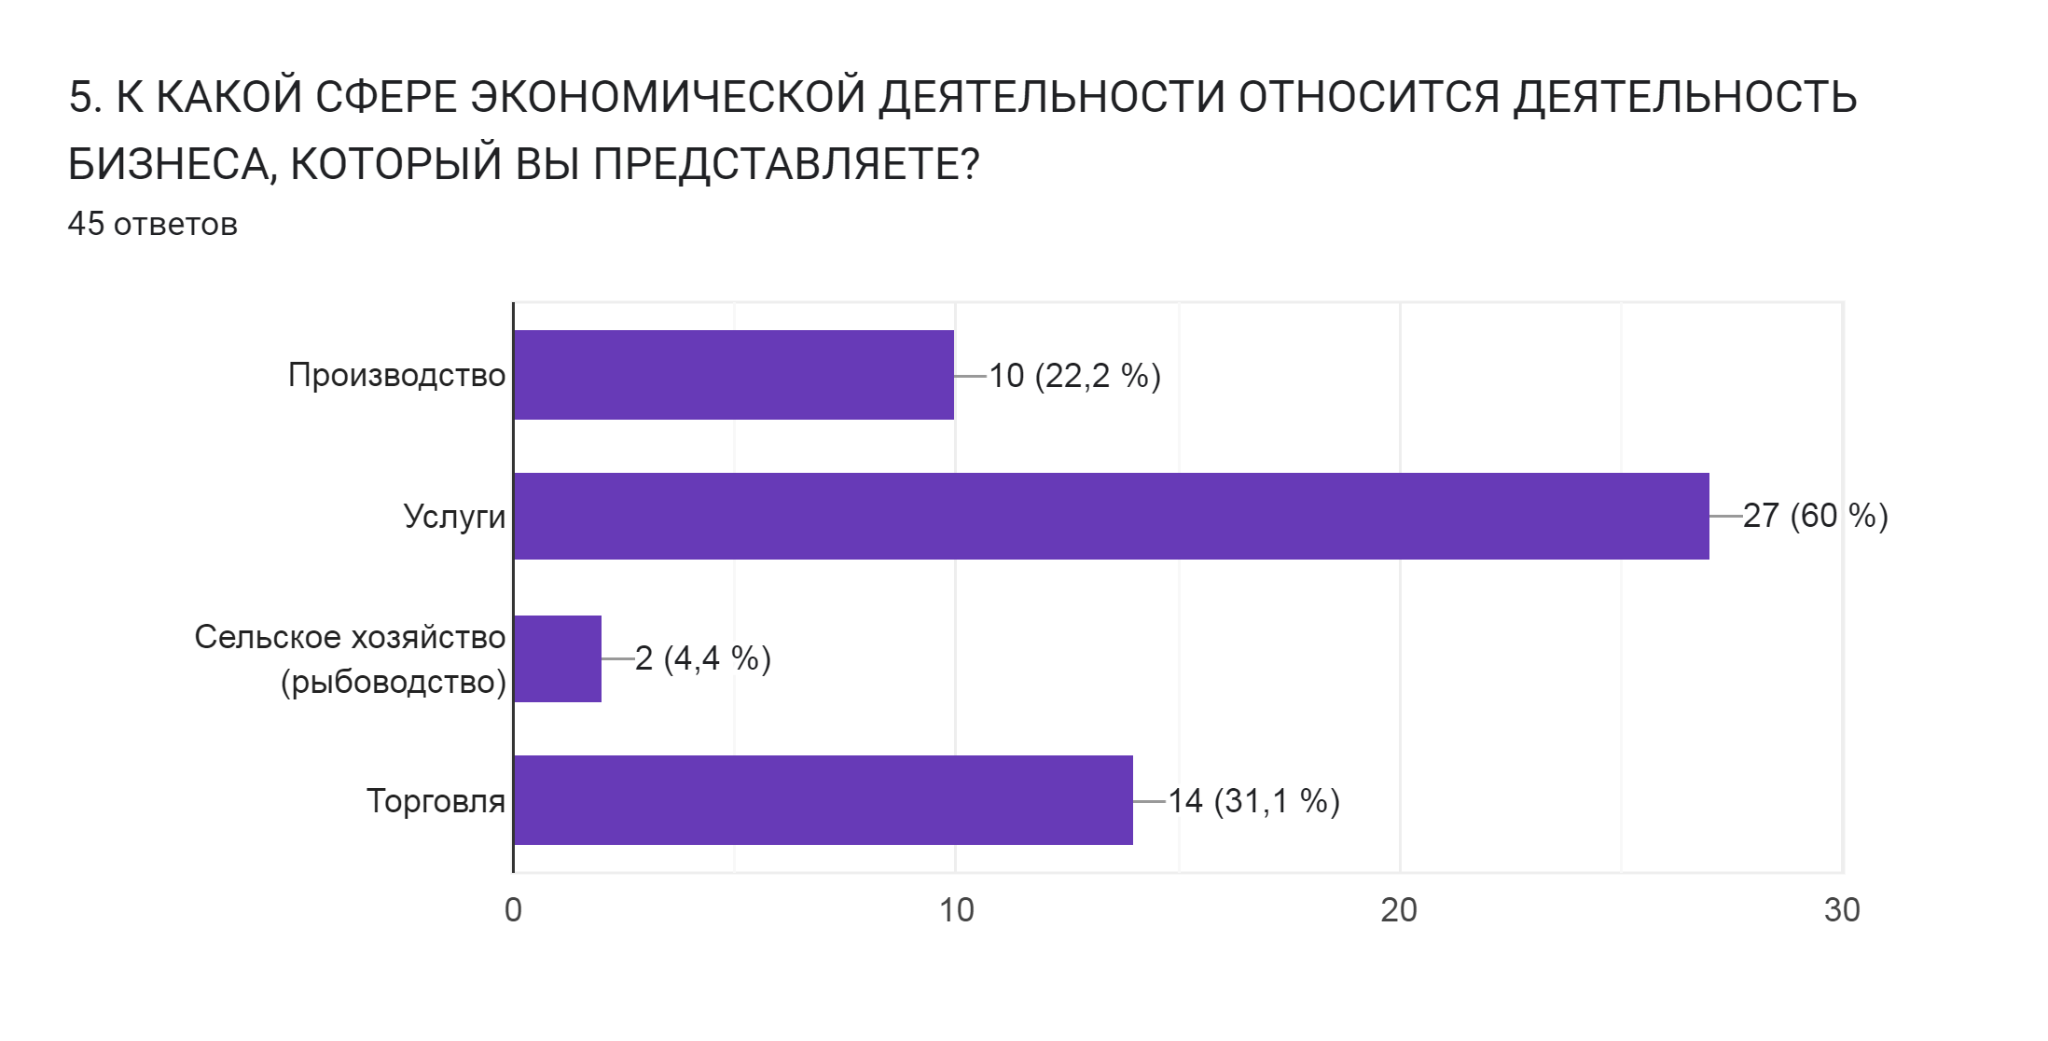 5. К КАКОЙ СФЕРЕ ЭКОНОМИЧЕСКОЙ ДЕЯТЕЛЬНОСТИ ОТНОСИТСЯ ДЕЯТЕЛЬНОСТЬ
БИЗНЕСА, КОТОРЫЙ ВЫ ПРЕДСТАВЛЯЕТЕ?
45 ответов
Производство
10 (22,2 %)
Услуги
27 (60 %)
Сельское хозяйство
(рыбоводство)
2 (4,4 %)
Торговля
14 (31,1 %)
0 10 20 30